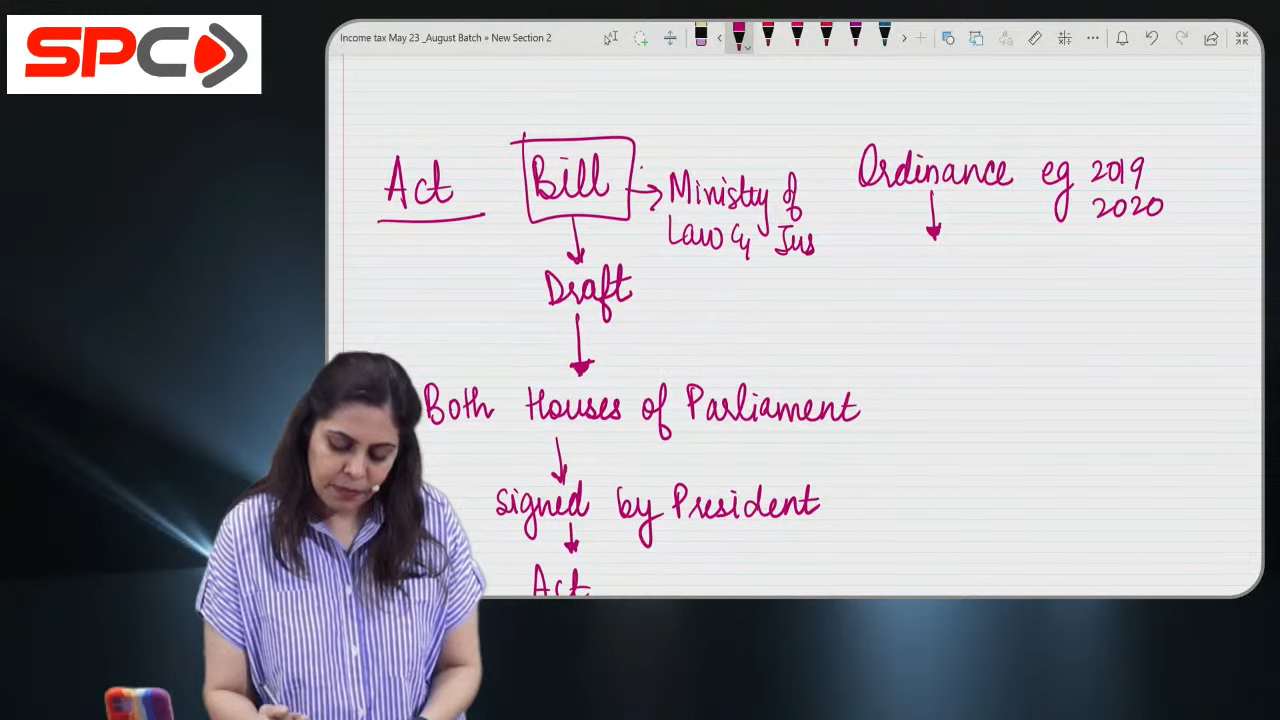 SPC
Income tax May 23 _August Batch » New Section 2
Act
Bill
Ministry of
Law & Jus
Ordinance eg 2019
2020
Draft
Both Houses of Parliament
signed by President
Act